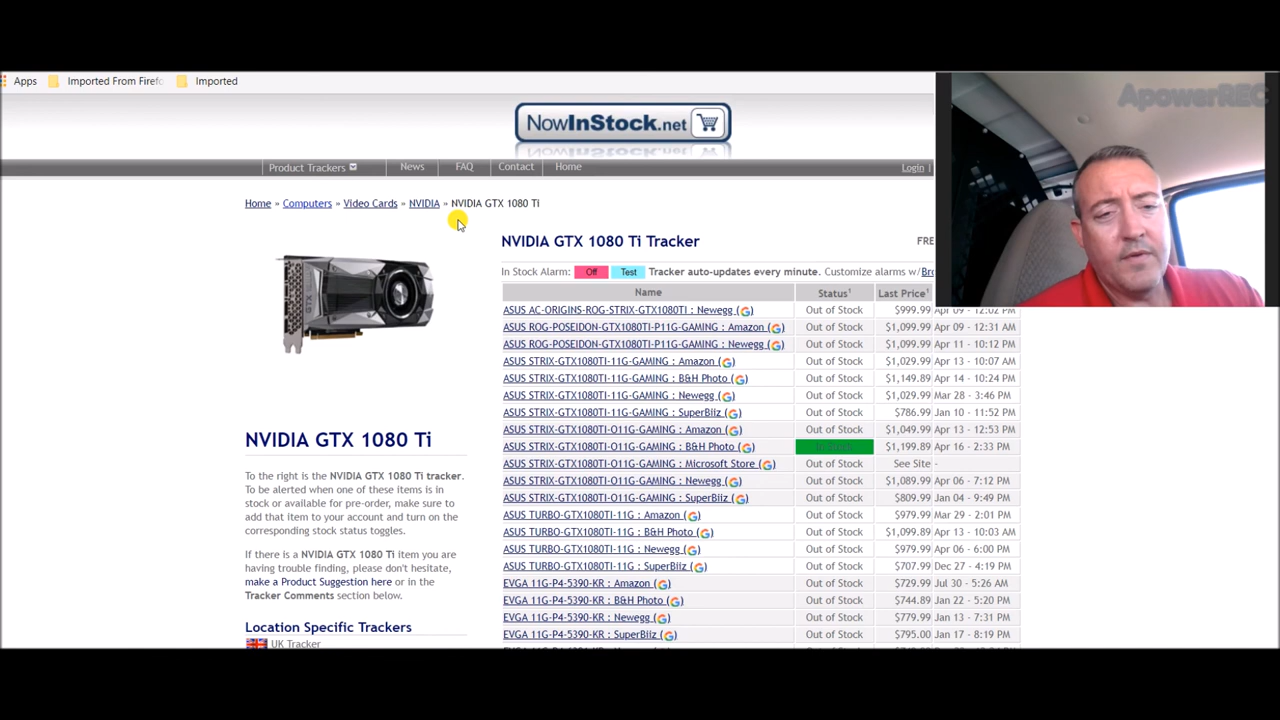 Apps Imported From Firefo Imported
ApowerREC
NowInStock.net
Product Trackers News FAQ Contact Home Login |
Home » Computers » Video Cards » NVIDIA » NVIDIA GTX 1080 Ti
NVIDIA GTX 1080 Ti Tracker FRE
In Stock Alarm: Off Test Tracker auto-updates every minute. Customize alarms w/Bro
Name Status¹ Last Price¹
ASUS AC-ORIGINS-ROG-STRIX-GTX1080TI : Newegg (G) Out of Stock $999.99 Apr 09 - 12:02 PM
ASUS ROG-POSEIDON-GTX1080TI-P11G-GAMING : Amazon (G) Out of Stock $1,099.99 Apr 09 - 12:31 AM
ASUS ROG-POSEIDON-GTX1080TI-P11G-GAMING : Newegg (G) Out of Stock $1,099.99 Apr 11 - 10:12 PM
ASUS STRIX-GTX1080TI-11G-GAMING : Amazon (G) Out of Stock $1,029.99 Apr 13 - 10:07 AM
ASUS STRIX-GTX1080TI-11G-GAMING : B&H Photo (G) Out of Stock $1,149.89 Apr 14 - 10:24 PM
ASUS STRIX-GTX1080TI-11G-GAMING : Newegg (G) Out of Stock $1,029.99 Mar 28 - 3:46 PM
ASUS STRIX-GTX1080TI-11G-GAMING : SuperBiiz (G) Out of Stock $786.99 Jan 10 - 11:52 PM
ASUS STRIX-GTX1080TI-O11G-GAMING : Amazon (G) Out of Stock $1,049.99 Apr 13 - 12:53 PM
ASUS STRIX-GTX1080TI-O11G-GAMING : B&H Photo (G) $1,199.89 Apr 16 - 2:33 PM
ASUS STRIX-GTX1080TI-O11G-GAMING : Microsoft Store (G) Out of Stock See Site -
ASUS STRIX-GTX1080TI-O11G-GAMING : Newegg (G) Out of Stock $1,089.99 Apr 06 - 7:12 PM
ASUS STRIX-GTX1080TI-O11G-GAMING : SuperBiiz (G) Out of Stock $809.99 Jan 04 - 9:49 PM
ASUS TURBO-GTX1080TI-11G : Amazon (G) Out of Stock $979.99 Mar 29 - 2:01 PM
ASUS TURBO-GTX1080TI-11G : B&H Photo (G) Out of Stock $1,099.89 Apr 13 - 10:03 AM
ASUS TURBO-GTX1080TI-11G : Newegg (G) Out of Stock $979.99 Apr 06 - 6:00 PM
ASUS TURBO-GTX1080TI-11G : SuperBiiz (G) Out of Stock $707.99 Dec 27 - 4:19 PM
EVGA 11G-P4-5390-KR : Amazon (G) Out of Stock $729.99 Jul 30 - 5:26 AM
EVGA 11G-P4-5390-KR : B&H Photo (G) Out of Stock $744.89 Jan 22 - 5:20 PM
EVGA 11G-P4-5390-KR : Newegg (G) Out of Stock $779.99 Jan 13 - 7:31 PM
EVGA 11G-P4-5390-KR : SuperBiiz (G) Out of Stock $795.00 Jan 17 - 8:19 PM
NVIDIA GTX 1080 Ti
To the right is the NVIDIA GTX 1080 Ti tracker.
To be alerted when one of these items is in
stock or available for pre-order, make sure to
add that item to your account and turn on the
corresponding stock status toggles.
If there is a NVIDIA GTX 1080 Ti item you are
having trouble finding, please don't hesitate,
make a Product Suggestion here or in the
Tracker Comments section below.
Location Specific Trackers
UK Tracker